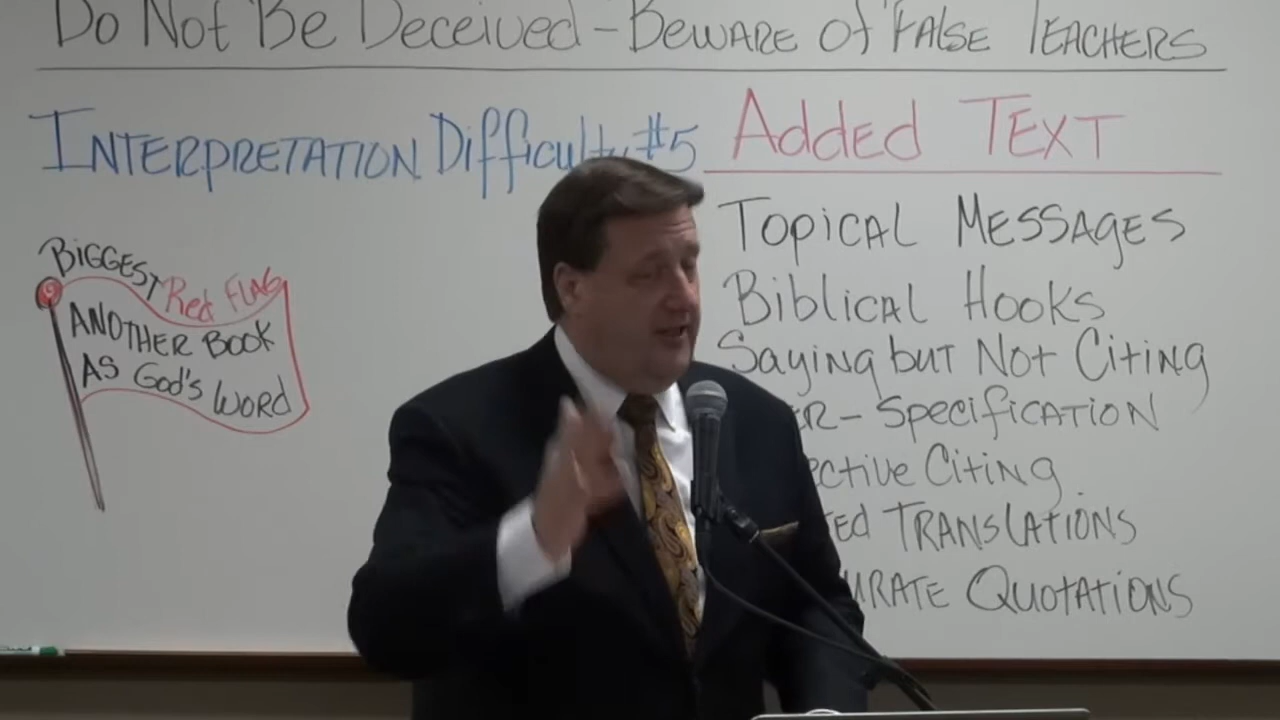 Do Not Be Deceived - Beware of False Teachers
Interpretation Difficulty #5
Added Text
Biggest Red Flag
Another Book
As God's Word
Topical Messages
Biblical Hooks
Saying but Not Citing
Specification
Citing
Translations
Quotations